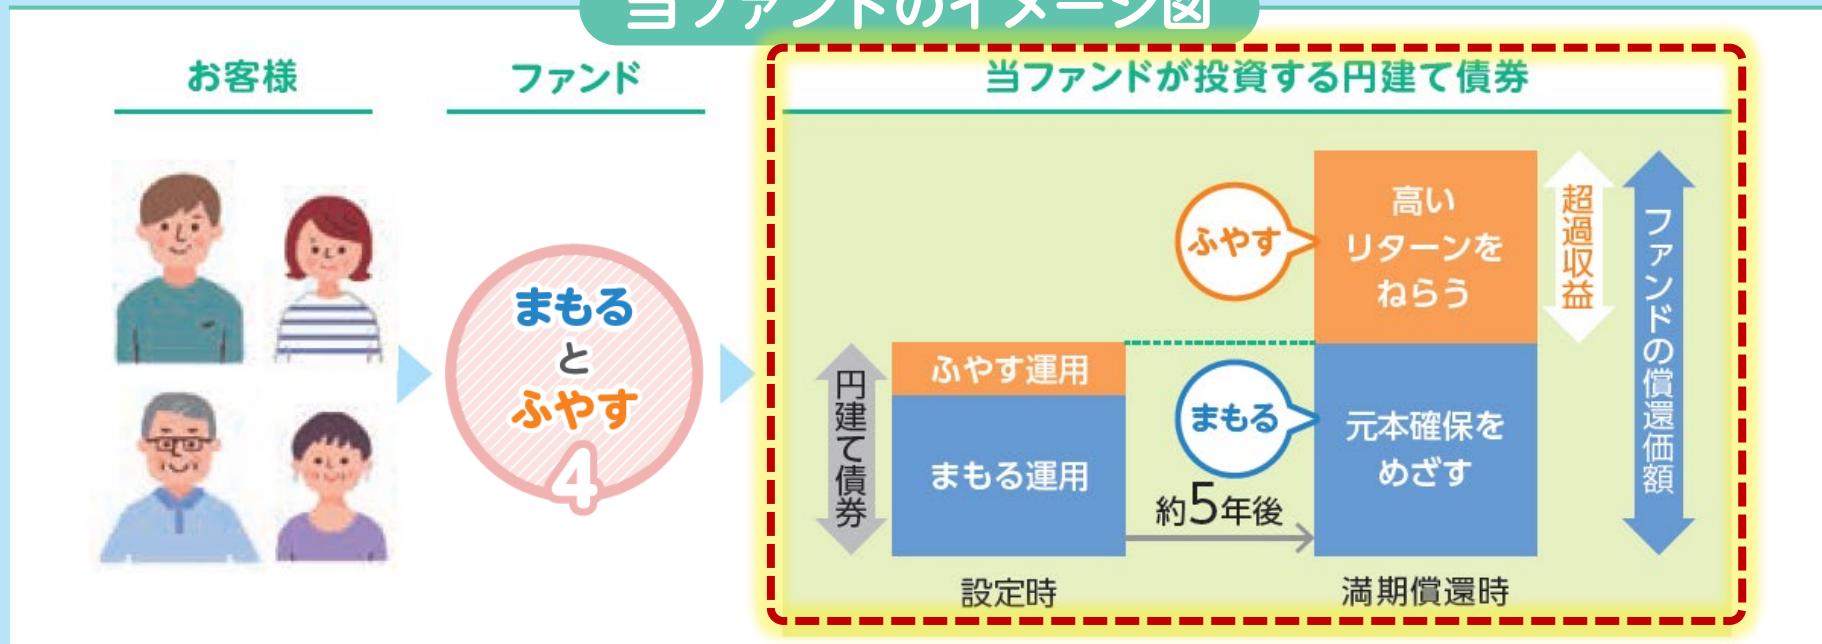 当ファンドのイメージ図
お客様
ファンド
当ファンドが投資する円建て債券
まもる
と
ふやす
4
円建て債券
ふやす運用
まもる運用
設定時
約5年後
ふやす
まもる
高い
リターンを
ねらう
元本確保を
めざす
満期償還時
超過収益
ファンドの償還価額